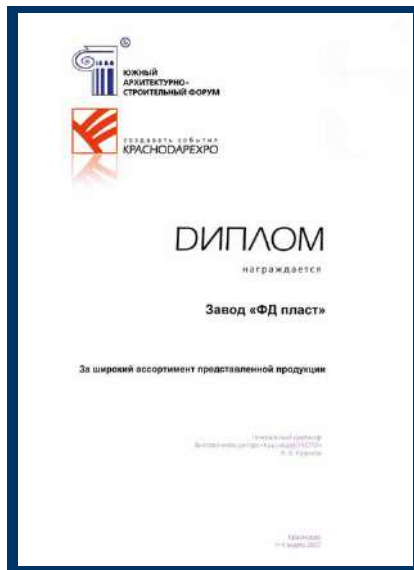 ЮЖНЫЙ
АРХИТЕКТУРНО-
СТРОИТЕЛЬНЫЙ ФОРУМ
создавать события
КРАСНОДАРЕХРО
ДИПЛОМ
награждается
Завод «ФД пласт»
За широкий ассортимент представленной продукции
Генеральный директор
Краснодар